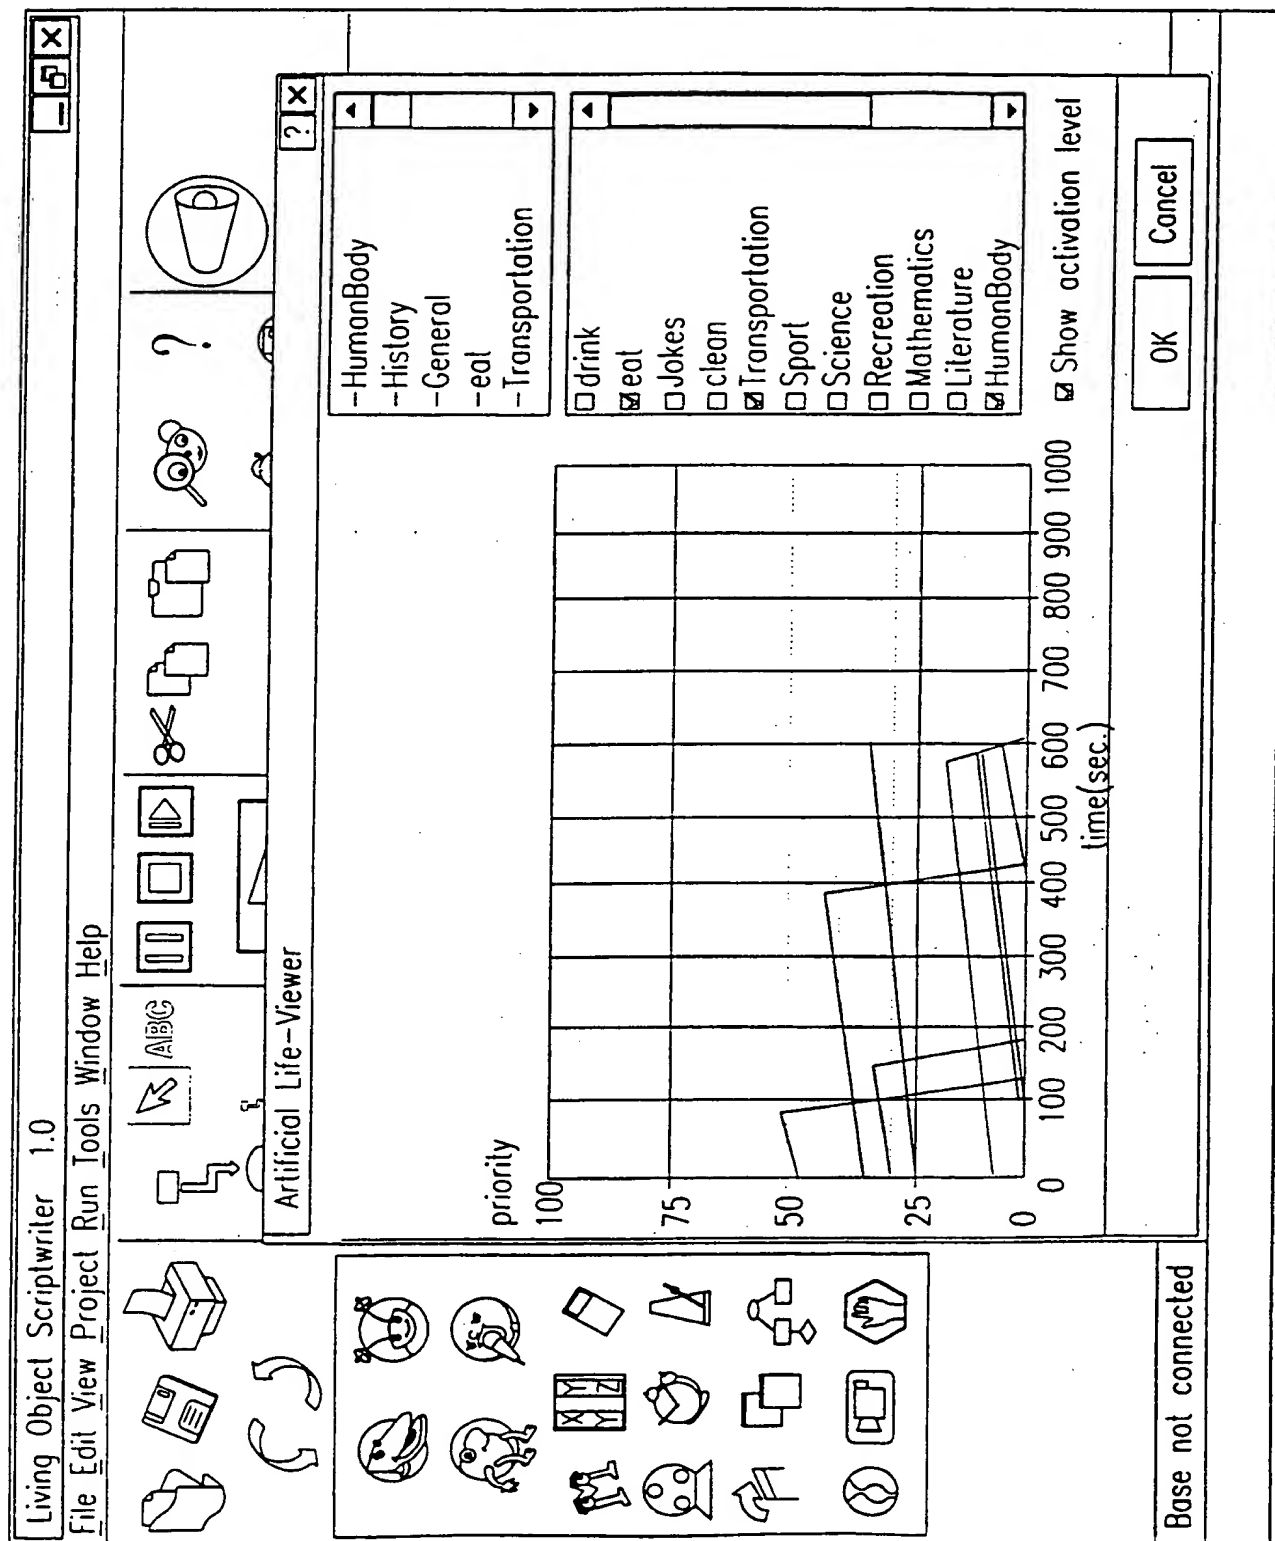 Living Object Scriptwriter 1.0
File Edit View Project Run Tools Window Help
ABC
?
Artificial Life-Viewer
?
priority
100
75
50
25
0
0 100 200 300 400 500 600 700 800 900 1000
time(sec.)
-HumanBody
-History
-General
-eat
-Transportation
drink
eat
Jokes
clean
Transportation
Sport
Science
Recreation
Mathematics
Literature
HumanBody
Show activation level
OK Cancel
X Y
Y Z
Base not connected